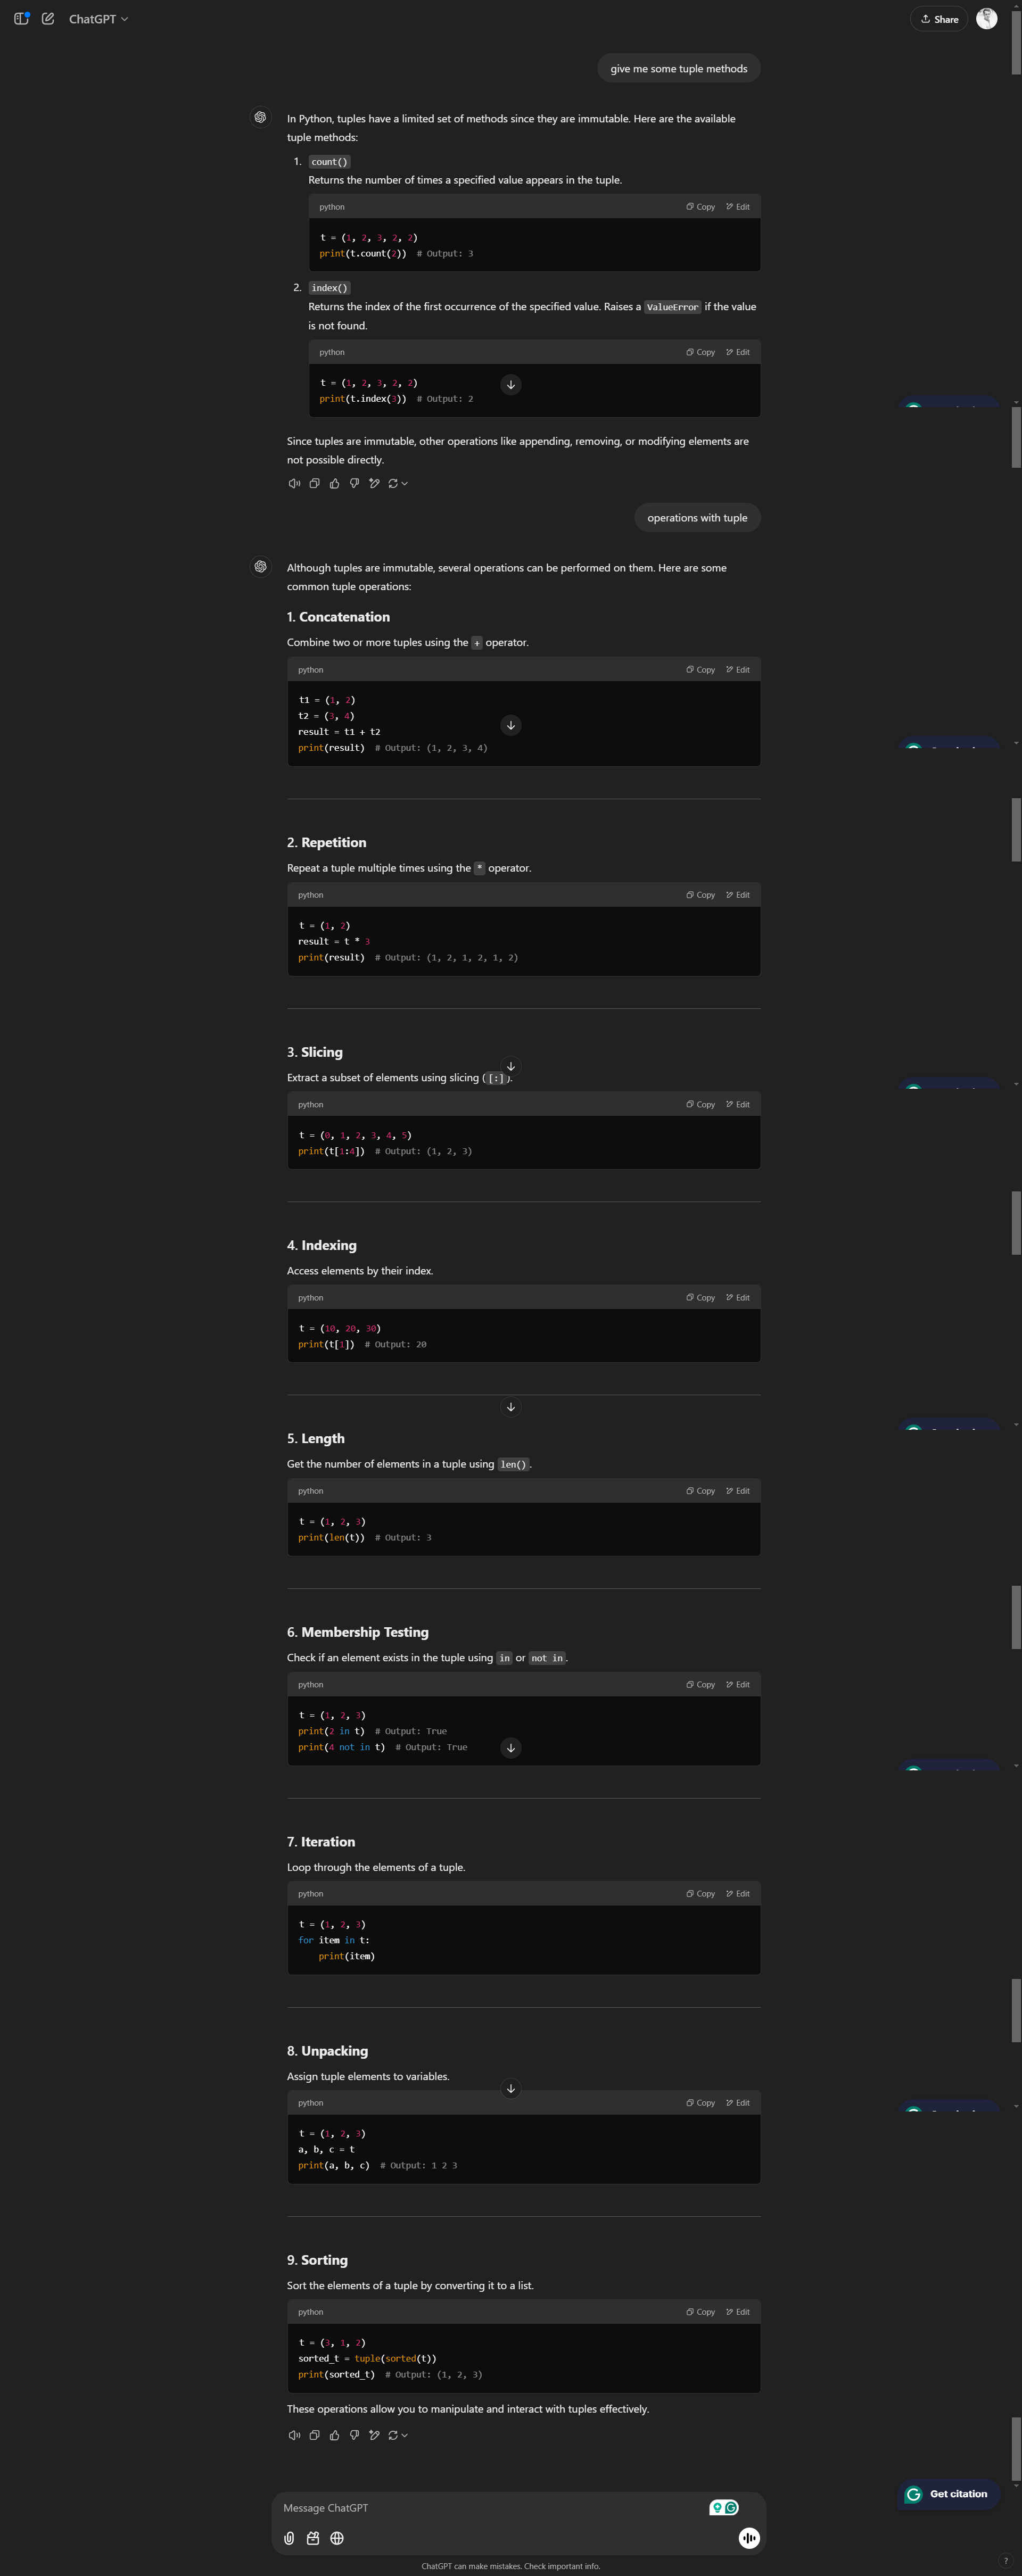 ChatGPT
Share
give me some tuple methods
In Python, tuples have a limited set of methods since they are immutable. Here are the available
tuple methods:
1. count()
Returns the number of times a specified value appears in the tuple.
python Copy Edit
t = (1, 2, 3, 2, 2)
print(t.count(2))  # Output: 3
2. index()
Returns the index of the first occurrence of the specified value. Raises a ValueError if the value
is not found.
python Copy Edit
t = (1, 2, 3, 2, 2)
print(t.index(3))  # Output: 2
Since tuples are immutable, other operations like appending, removing, or modifying elements are
not possible directly.
operations with tuple
Although tuples are immutable, several operations can be performed on them. Here are some
common tuple operations:
1. Concatenation
Combine two or more tuples using the + operator.
python Copy Edit
t1 = (1, 2)
t2 = (3, 4)
result = t1 + t2
print(result)  # Output: (1, 2, 3, 4)
2. Repetition
Repeat a tuple multiple times using the * operator.
python Copy Edit
t = (1, 2)
result = t * 3
print(result)  # Output: (1, 2, 1, 2, 1, 2)
3. Slicing
Extract a subset of elements using slicing ([:]).
python Copy Edit
t = (0, 1, 2, 3, 4, 5)
print(t[1:4])  # Output: (1, 2, 3)
4. Indexing
Access elements by their index.
python Copy Edit
t = (10, 20, 30)
print(t[1])  # Output: 20
5. Length
Get the number of elements in a tuple using len().
python Copy Edit
t = (1, 2, 3)
print(len(t))  # Output: 3
6. Membership Testing
Check if an element exists in the tuple using in or not in.
python Copy Edit
t = (1, 2, 3)
print(2 in t)  # Output: True
print(4 not in t)  # Output: True
7. Iteration
Loop through the elements of a tuple.
python Copy Edit
t = (1, 2, 3)
for item in t:
    print(item)
8. Unpacking
Assign tuple elements to variables.
python Copy Edit
t = (1, 2, 3)
a, b, c = t
print(a, b, c)  # Output: 1 2 3
9. Sorting
Sort the elements of a tuple by converting it to a list.
python Copy Edit
t = (3, 1, 2)
sorted_t = tuple(sorted(t))
print(sorted_t)  # Output: (1, 2, 3)
These operations allow you to manipulate and interact with tuples effectively.
Get citation
Message ChatGPT
ChatGPT can make mistakes. Check important info.
?